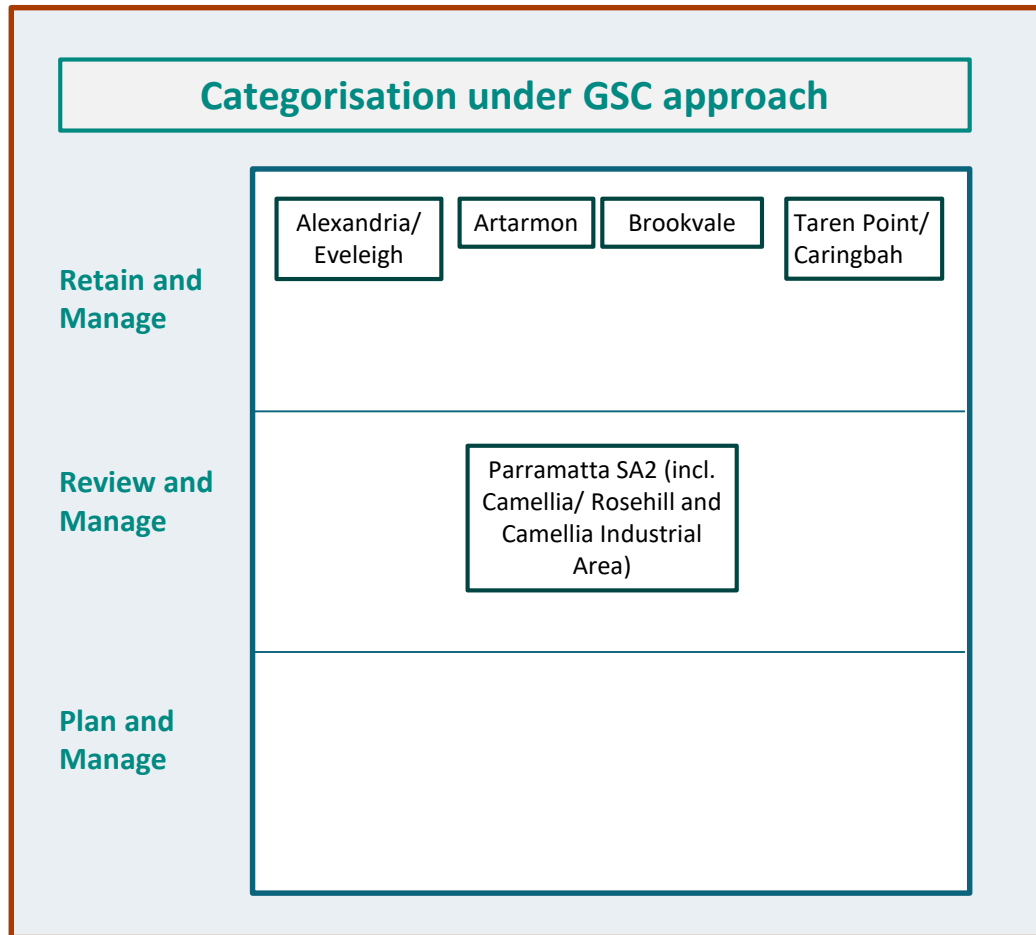 Categorisation under GSC approach
Retain and
Manage
Alexandria/
Eveleigh
Artarmon
Brookvale
Taren Point/
Caringbah
Review and
Manage
Parramatta SA2 (incl.
Camellia/ Rosehill and
Camellia Industrial
Area)
Plan and
Manage